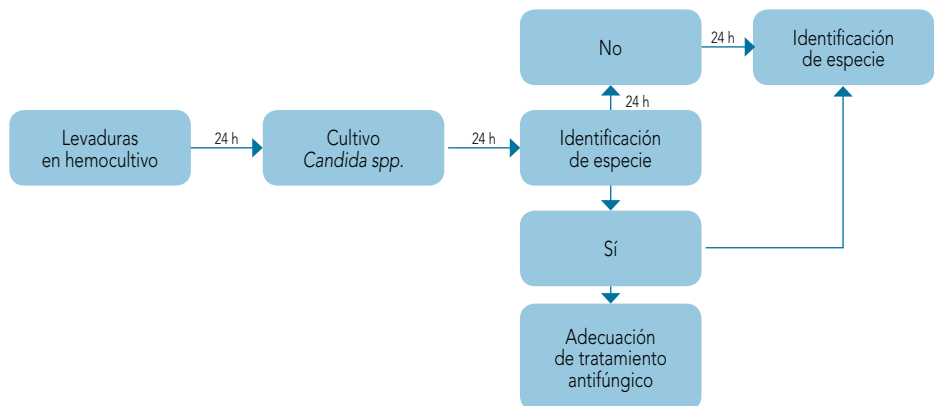 Levaduras
en hemocultivo
24 h
Cultivo
Candida spp.
24 h
Identificación
de especie
24 h
No
24 h
Identificación
de especie
Sí
Adecuación
de tratamiento
antifúngico